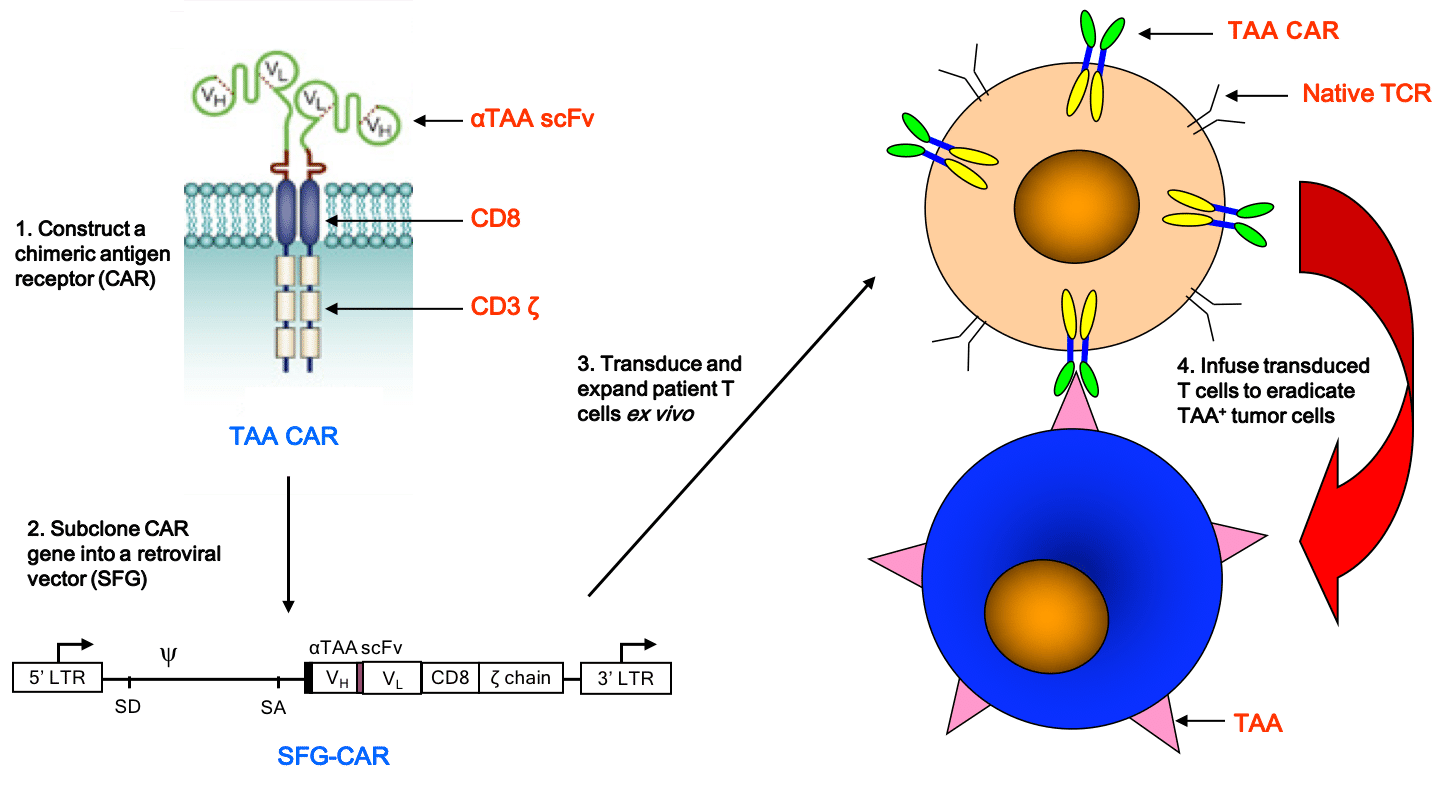 V_H
V_L
V_L
V_H
αTAA scFv
CD8
CD3 ζ
1. Construct a
chimeric antigen
receptor (CAR)
TAA CAR
2. Subclone CAR
gene into a retroviral
vector (SFG)
αTAA scFv
ψ
5’ LTR
SD
SA
V_H
V_L
CD8
ζ chain
3’ LTR
SFG-CAR
3. Transduce and
expand patient T
cells ex vivo
TAA CAR
Native TCR
4. Infuse transduced
T cells to eradicate
TAA⁺ tumor cells
TAA